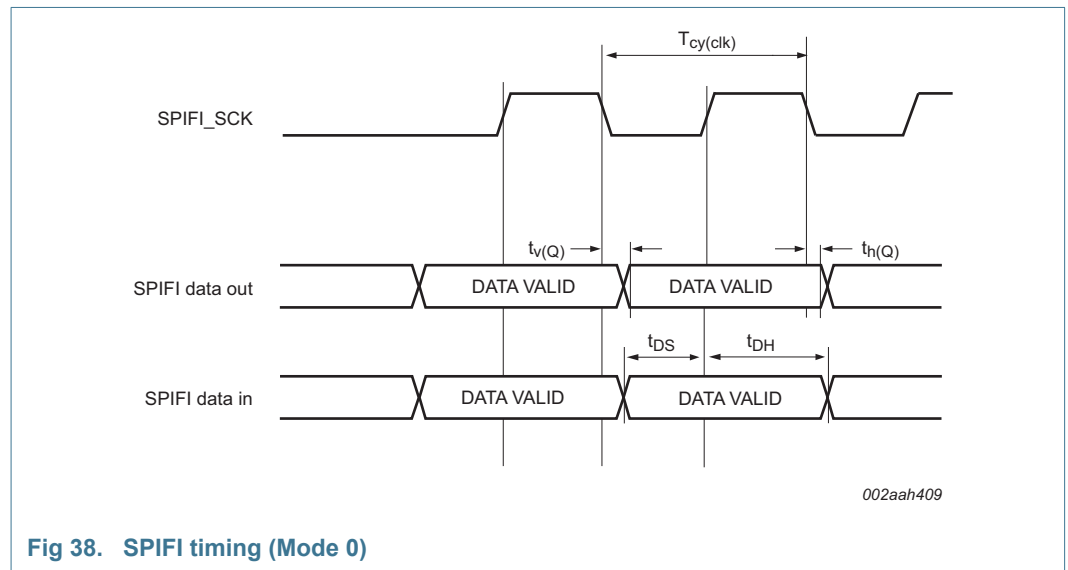 Tcy(clk)
SPIFI_SCK
tv(Q)
th(Q)
SPIFI data out
DATA VALID
DATA VALID
tDS
tDH
SPIFI data in
DATA VALID
DATA VALID
002aah409
Fig 38. SPIFI timing (Mode 0)